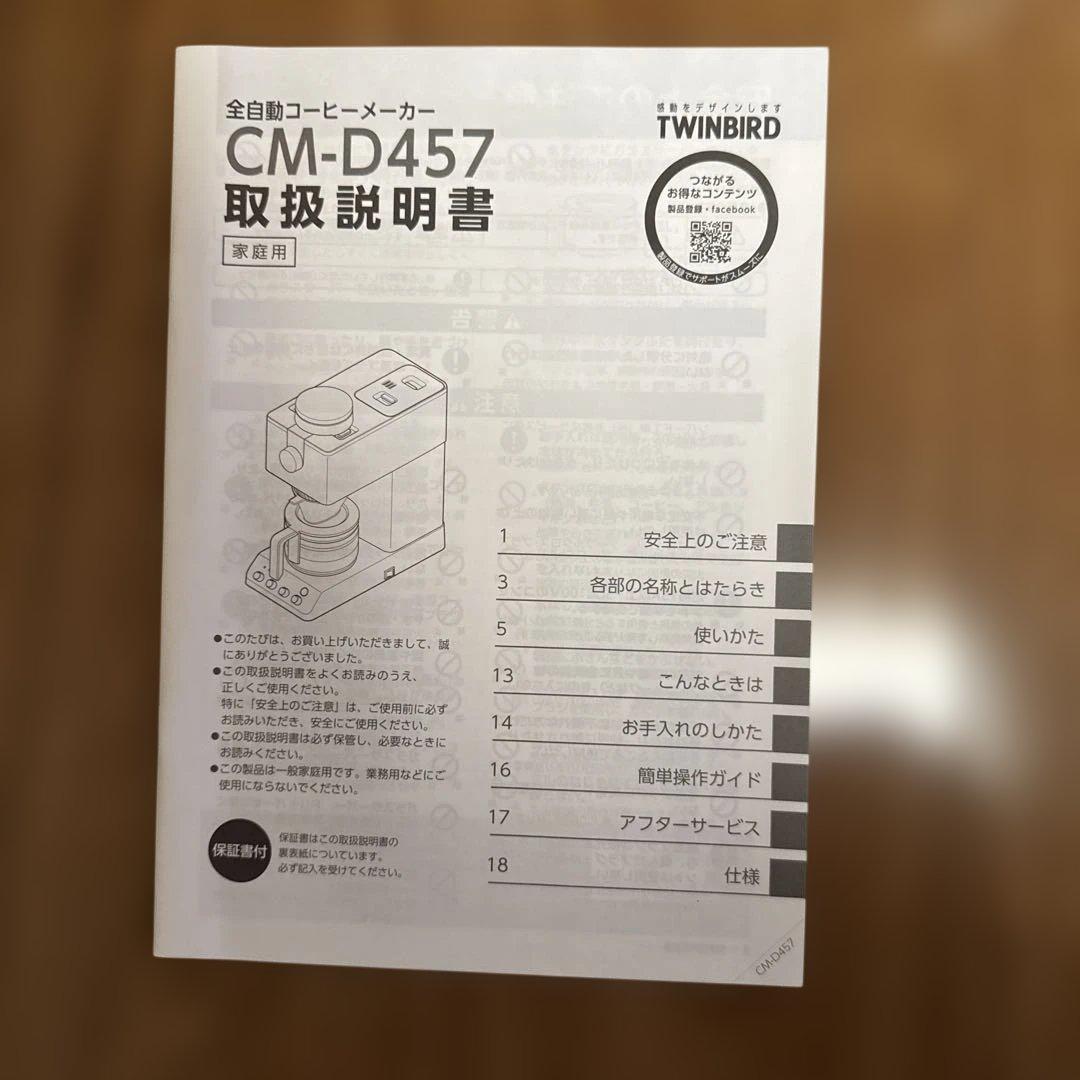 全自動コーヒーメーカー
CM-D457
取扱説明書
家庭用
感動をデザインします
TWINBIRD
つながる
お得なコンテンツ
製品登録・facebook
製品登録でサポートがスムーズに
●このたびは、お買い上げいただきまして、誠
にありがとうございました。
●この取扱説明書をよくお読みのうえ、
正しくご使用ください。
特に「安全上のご注意」は、ご使用前に必ず
お読みいただき、安全にご使用ください。
●この取扱説明書は必ず保管し、必要なときに
お読みください。
●この製品は一般家庭用です。業務用などにご
使用にならないでください。
保証書付
保証書はこの取扱説明書の
裏表紙についています。
必ず記入を受けてください。
1 安全上のご注意
3 各部の名称とはたらき
5 使いかた
13 こんなときは
14 お手入れのしかた
16 簡単操作ガイド
17 アフターサービス
18 仕様
CM-D457